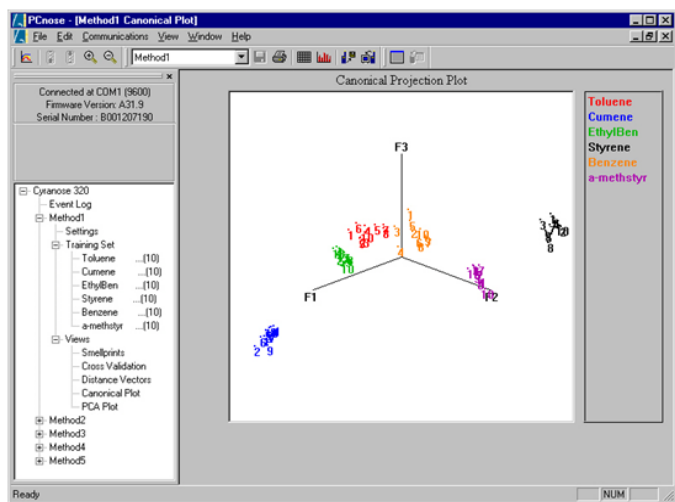 PCnose - [Method1 Canonical Plot]
File Edit Communications View Window Help
Method1
Connected at COM1 (9600)
Firmware Version: A31.9
Serial Number : B001207190
Cyranose 320
Event Log
Method1
Settings
Training Set
Toluene ...(10)
Cumene ...(10)
EthylBen ...(10)
Styrene ...(10)
Benzene ...(10)
a-methstyr ...(10)
Views
Smellprints
Cross Validation
Distance Vectors
Canonical Plot
PCA Plot
Method2
Method3
Method4
Method5
Canonical Projection Plot
F3
F1
F2
Toluene
Cumene
EthylBen
Styrene
Benzene
a-methstyr
Ready
NUM